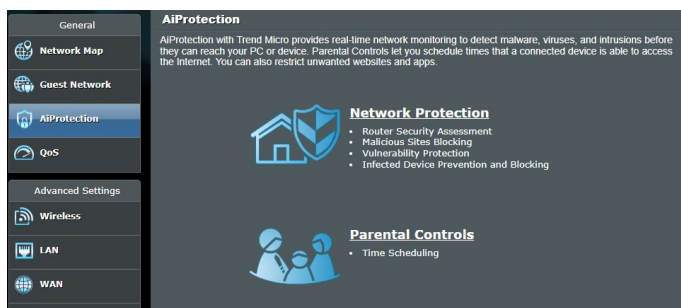 General
Network Map
Guest Network
AiProtection
QoS
Advanced Settings
Wireless
LAN
WAN
AiProtection
AiProtection with Trend Micro provides real-time network monitoring to detect malware, viruses, and intrusions before
they can reach your PC or device. Parental Controls let you schedule times that a connected device is able to access
the Internet. You can also restrict unwanted websites and apps.
Network Protection
• Router Security Assessment
• Malicious Sites Blocking
• Vulnerability Protection
• Infected Device Prevention and Blocking
Parental Controls
• Time Scheduling